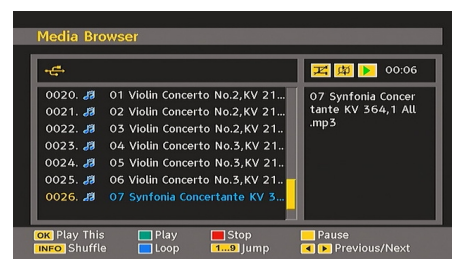 Media Browser
00:06
0020. 01 Violin Concerto No.2,KV 21...
0021. 02 Violin Concerto No.2,KV 21...
0022. 03 Violin Concerto No.2,KV 21...
0023. 04 Violin Concerto No.3,KV 21...
0024. 05 Violin Concerto No.3,KV 21...
0025. 06 Violin Concerto No.3,KV 21...
0026. 07 Synfonia Concertante KV 3...
07 Synfonia Concer
tante KV 364,1 All
.mp3
OK Play This Play Stop Pause
INFO Shuffle Loop 1...9 Jump Previous/Next